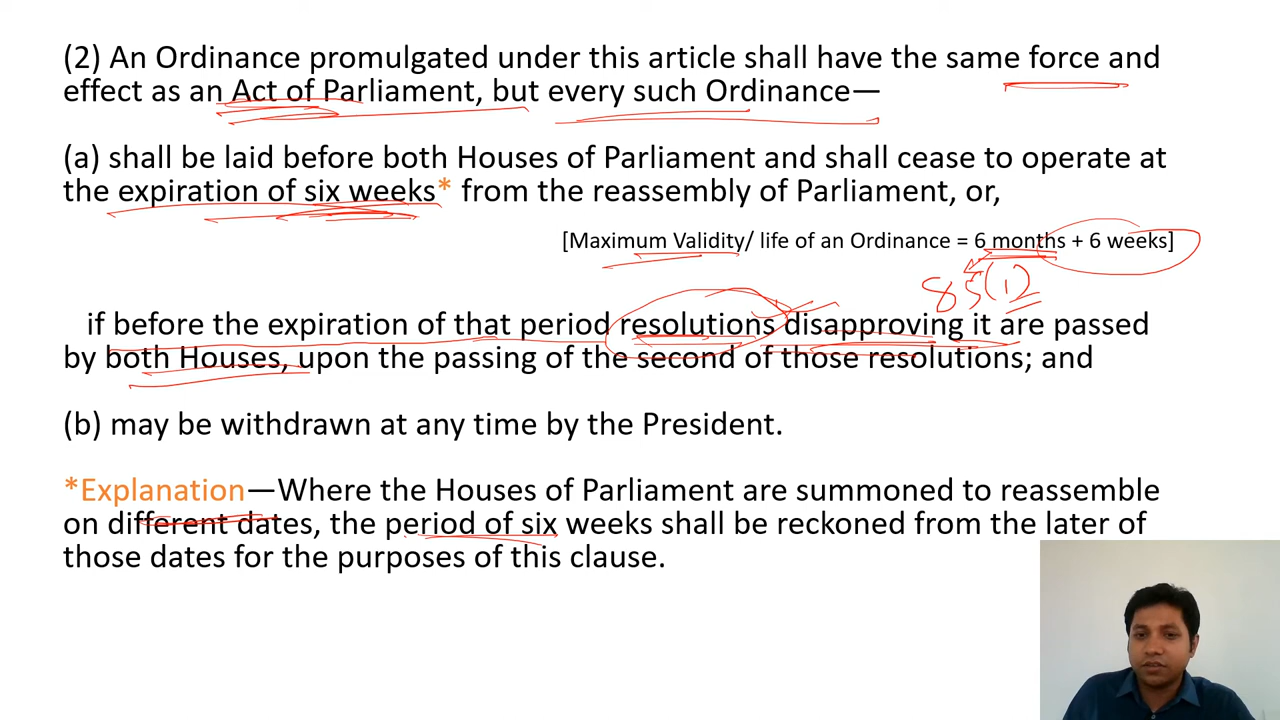 (2) An Ordinance promulgated under this article shall have the same force and
effect as an Act of Parliament, but every such Ordinance—
(a) shall be laid before both Houses of Parliament and shall cease to operate at
the expiration of six weeks* from the reassembly of Parliament, or,
[Maximum Validity/ life of an Ordinance = 6 months + 6 weeks]
85(1)
if before the expiration of that period resolutions disapproving it are passed
by both Houses, upon the passing of the second of those resolutions; and
(b) may be withdrawn at any time by the President.
*Explanation—Where the Houses of Parliament are summoned to reassemble
on different dates, the period of six weeks shall be reckoned from the later of
those dates for the purposes of this clause.